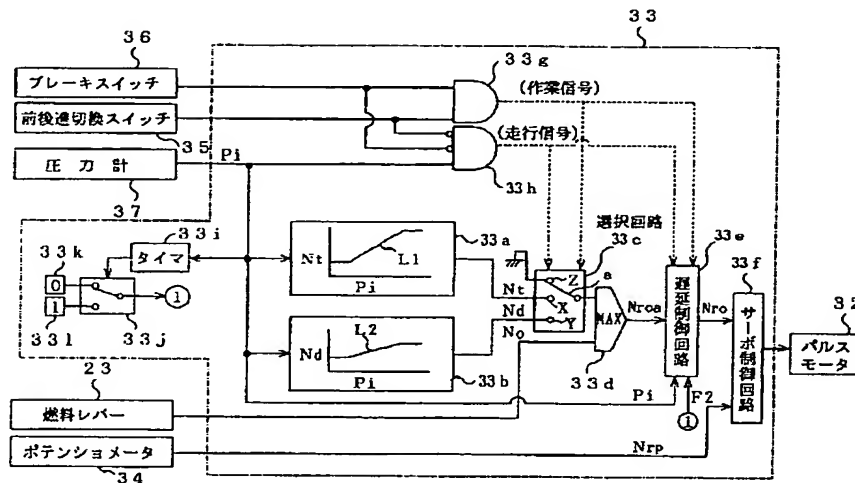 36
33
ブレーキスイッチ
33g
(作業信号)
前後進切換スイッチ
35
(走行信号)
圧力計
Pi
33h
37
33i
選択回路
33k
タイマ
33a
33c
33e
0
Nt
L1
Z
a
33f
1
①
Pi
Nt
X
MAX
Nroa
遅延制御回路
Nro
サーボ制御回路
32
33l
33j
Nd
L2
Nd
Y
パルスモータ
No
Pi
33b
33d
23
Pi
F2
燃料レバー
①
ポテンショメータ
Nrp
34